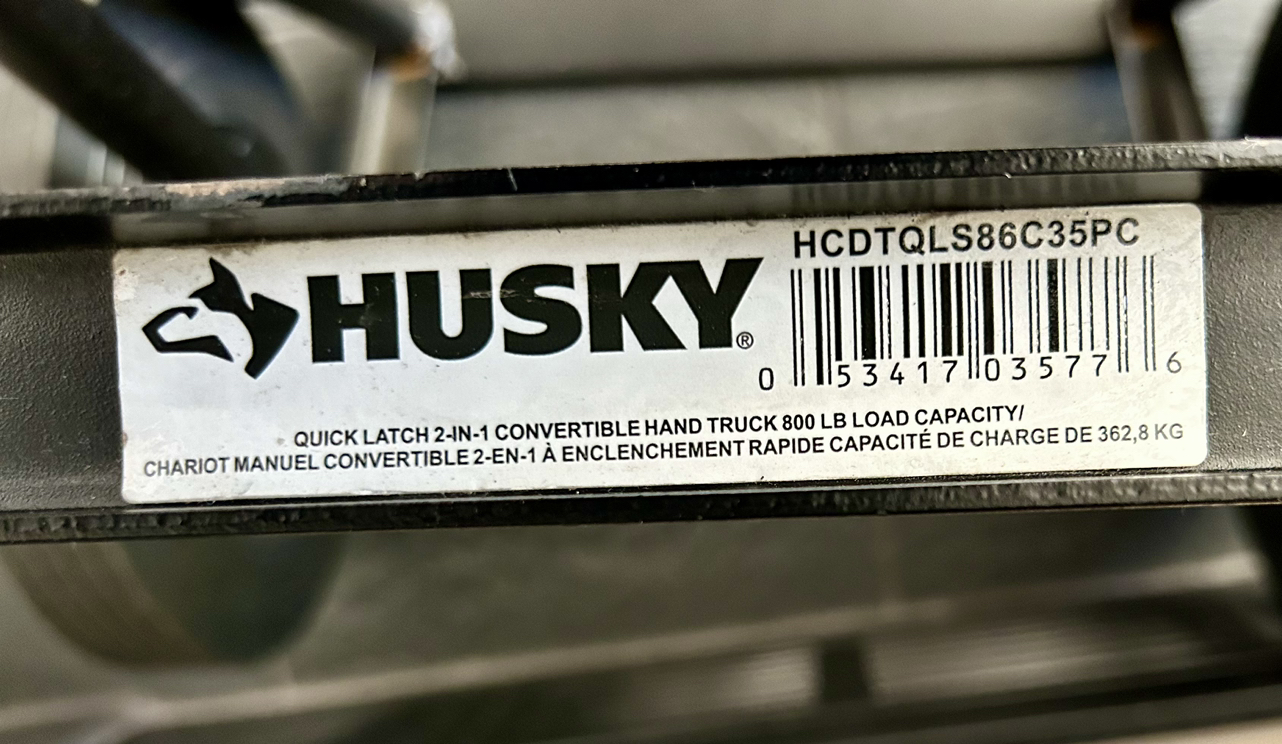 HCDTQLS86C35PC
HUSKY®
0 53417 03577 6
QUICK LATCH 2-IN-1 CONVERTIBLE HAND TRUCK 800 LB LOAD CAPACITY/
CHARIOT MANUEL CONVERTIBLE 2-EN-1 À ENCLENCHEMENT RAPIDE CAPACITÉ DE CHARGE DE 362,8 KG